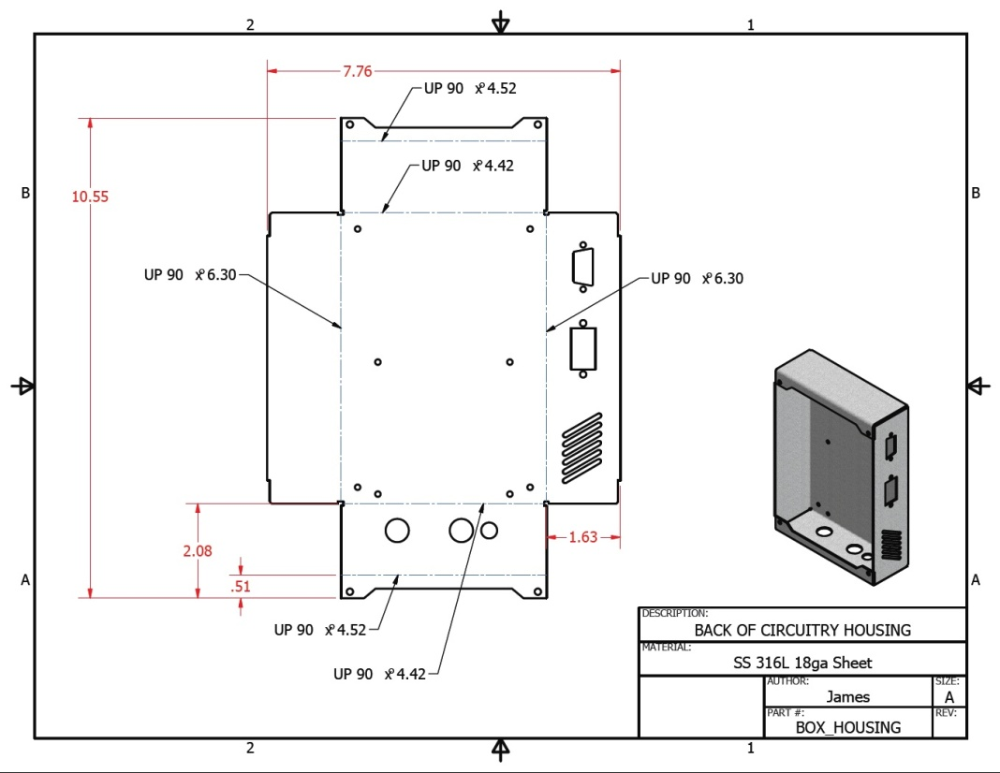 2
1
7.76
UP 90 x° 4.52
UP 90 x° 4.42
B
10.55
B
UP 90 x° 6.30
UP 90 x° 6.30
2.08
1.63
.51
A
A
UP 90 x° 4.52
UP 90 x° 4.42
DESCRIPTION:
BACK OF CIRCUITRY HOUSING
MATERIAL:
SS 316L 18ga Sheet
AUTHOR:
James
SIZE:
A
PART #:
BOX_HOUSING
REV:
2
1